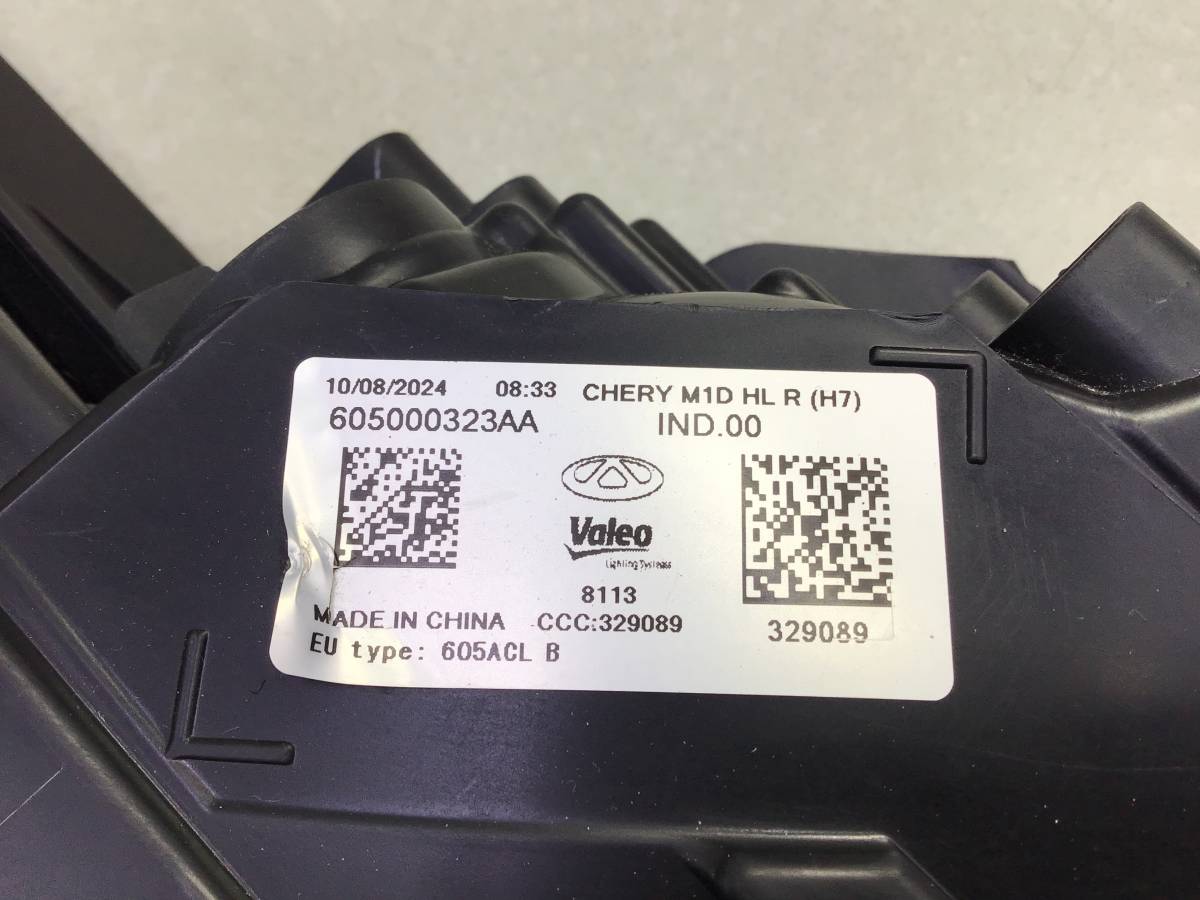 10/08/2024 08:33 CHERY M1D HL R (H7)
605000323AA IND.00
Valeo
Lighting Systems
8113
MADE IN CHINA CCC:329089
329089
EU type: 605ACL B